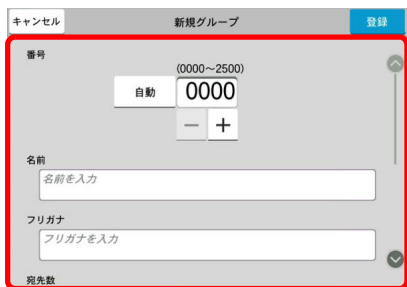 キャンセル 新規グループ 登録
番号
(0000～2500)
自動 0000
− +
名前
名前を入力
フリガナ
フリガナを入力
宛先数